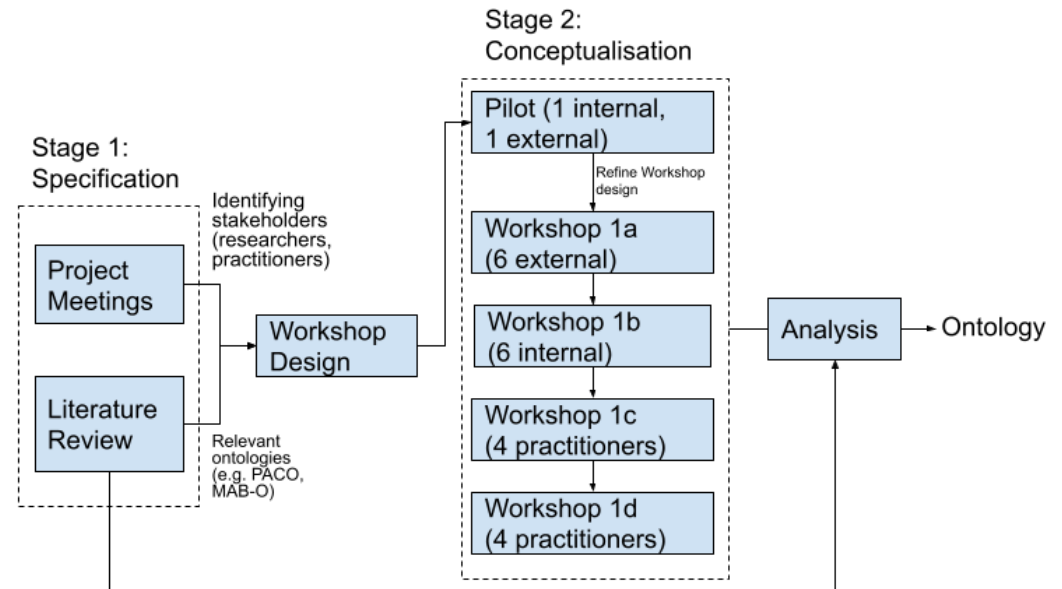 Stage 1:
Specification
Project
Meetings
Literature
Review
Identifying
stakeholders
(researchers,
practitioners)
Relevant
ontologies
(e.g. PACO,
MAB-O)
Workshop
Design
Stage 2:
Conceptualisation
Pilot (1 internal,
1 external)
Refine Workshop
design
Workshop 1a
(6 external)
Workshop 1b
(6 internal)
Workshop 1c
(4 practitioners)
Workshop 1d
(4 practitioners)
Analysis
Ontology